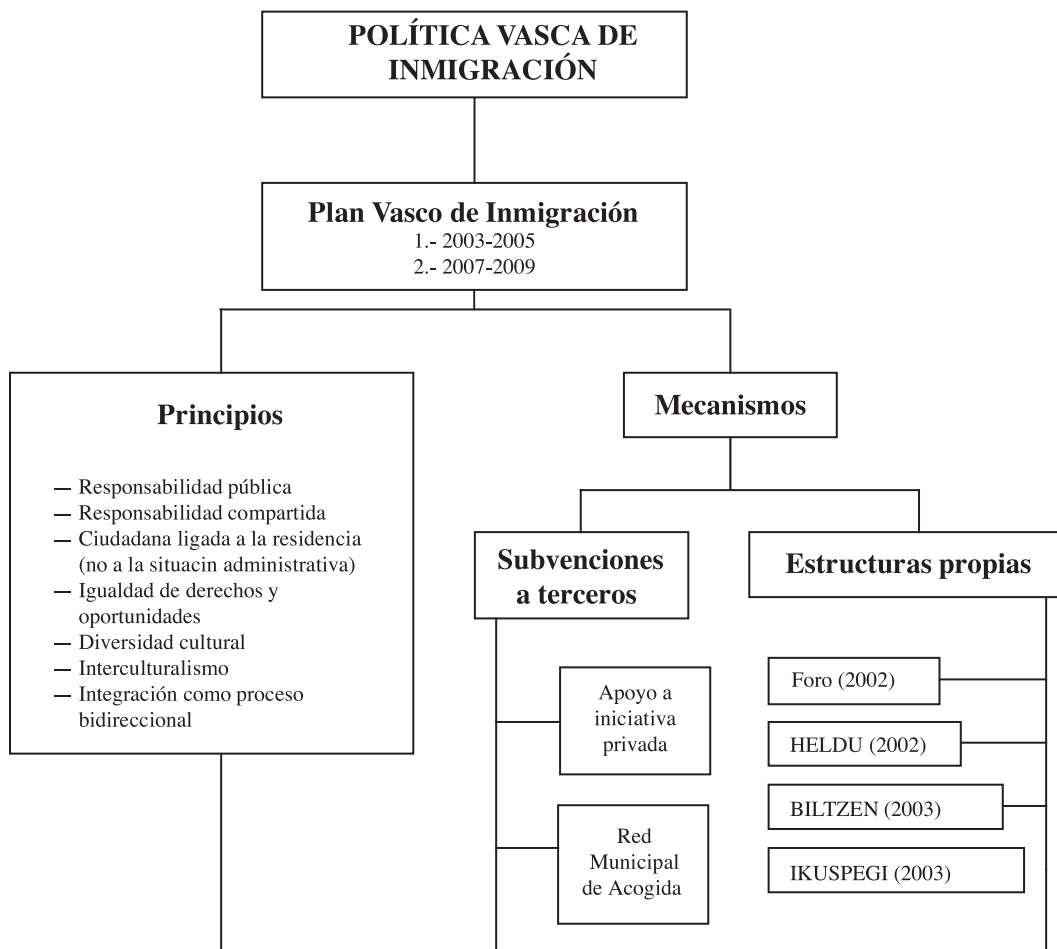 POLÍTICA VASCA DE
INMIGRACIÓN
Plan Vasco de Inmigración
1.- 2003-2005
2.- 2007-2009
Principios
— Responsabilidad pública
— Responsabilidad compartida
— Ciudadana ligada a la residencia
(no a la situacin administrativa)
— Igualdad de derechos y
oportunidades
— Diversidad cultural
— Interculturalismo
— Integración como proceso
bidireccional
Mecanismos
Subvenciones
a terceros
Apoyo a
iniciativa
privada
Red
Municipal
de Acogida
Estructuras propias
Foro (2002)
HELDU (2002)
BILTZEN (2003)
IKUSPEGI (2003)